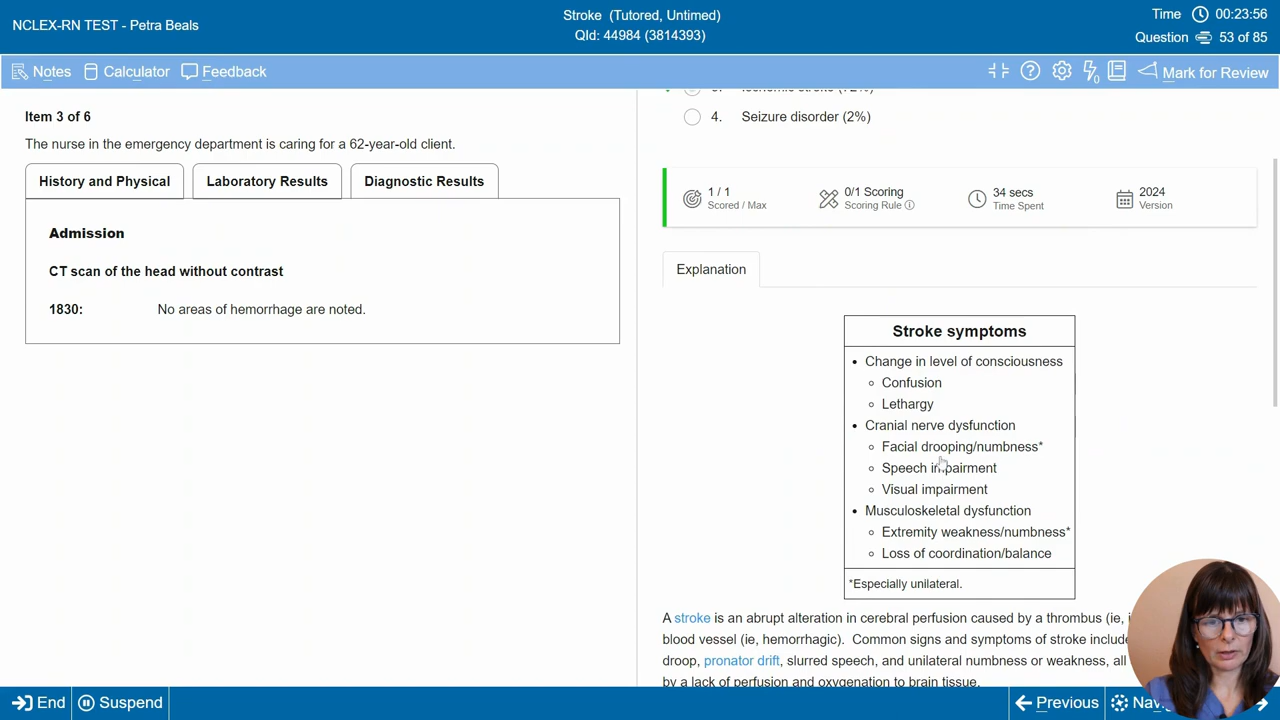 NCLEX-RN TEST - Petra Beals
Stroke (Tutored, Untimed)
QId: 44984 (3814393)
Time 00:23:56
Question 53 of 85
Notes Calculator Feedback
0 Mark for Review
Item 3 of 6
The nurse in the emergency department is caring for a 62-year-old client.
History and Physical Laboratory Results Diagnostic Results
Admission
CT scan of the head without contrast
1830: No areas of hemorrhage are noted.
4. Seizure disorder (2%)
1 / 1
Scored / Max
0/1 Scoring
Scoring Rule
34 secs
Time Spent
2024
Version
Explanation
Stroke symptoms
• Change in level of consciousness
Confusion
Lethargy
• Cranial nerve dysfunction
Facial drooping/numbness*
Speech impairment
Visual impairment
• Musculoskeletal dysfunction
Extremity weakness/numbness*
Loss of coordination/balance
*Especially unilateral.
A stroke is an abrupt alteration in cerebral perfusion caused by a thrombus (ie,
blood vessel (ie, hemorrhagic). Common signs and symptoms of stroke include
droop, pronator drift, slurred speech, and unilateral numbness or weakness, all
by a lack of perfusion and oxygenation to brain tissue.
End Suspend
Previous